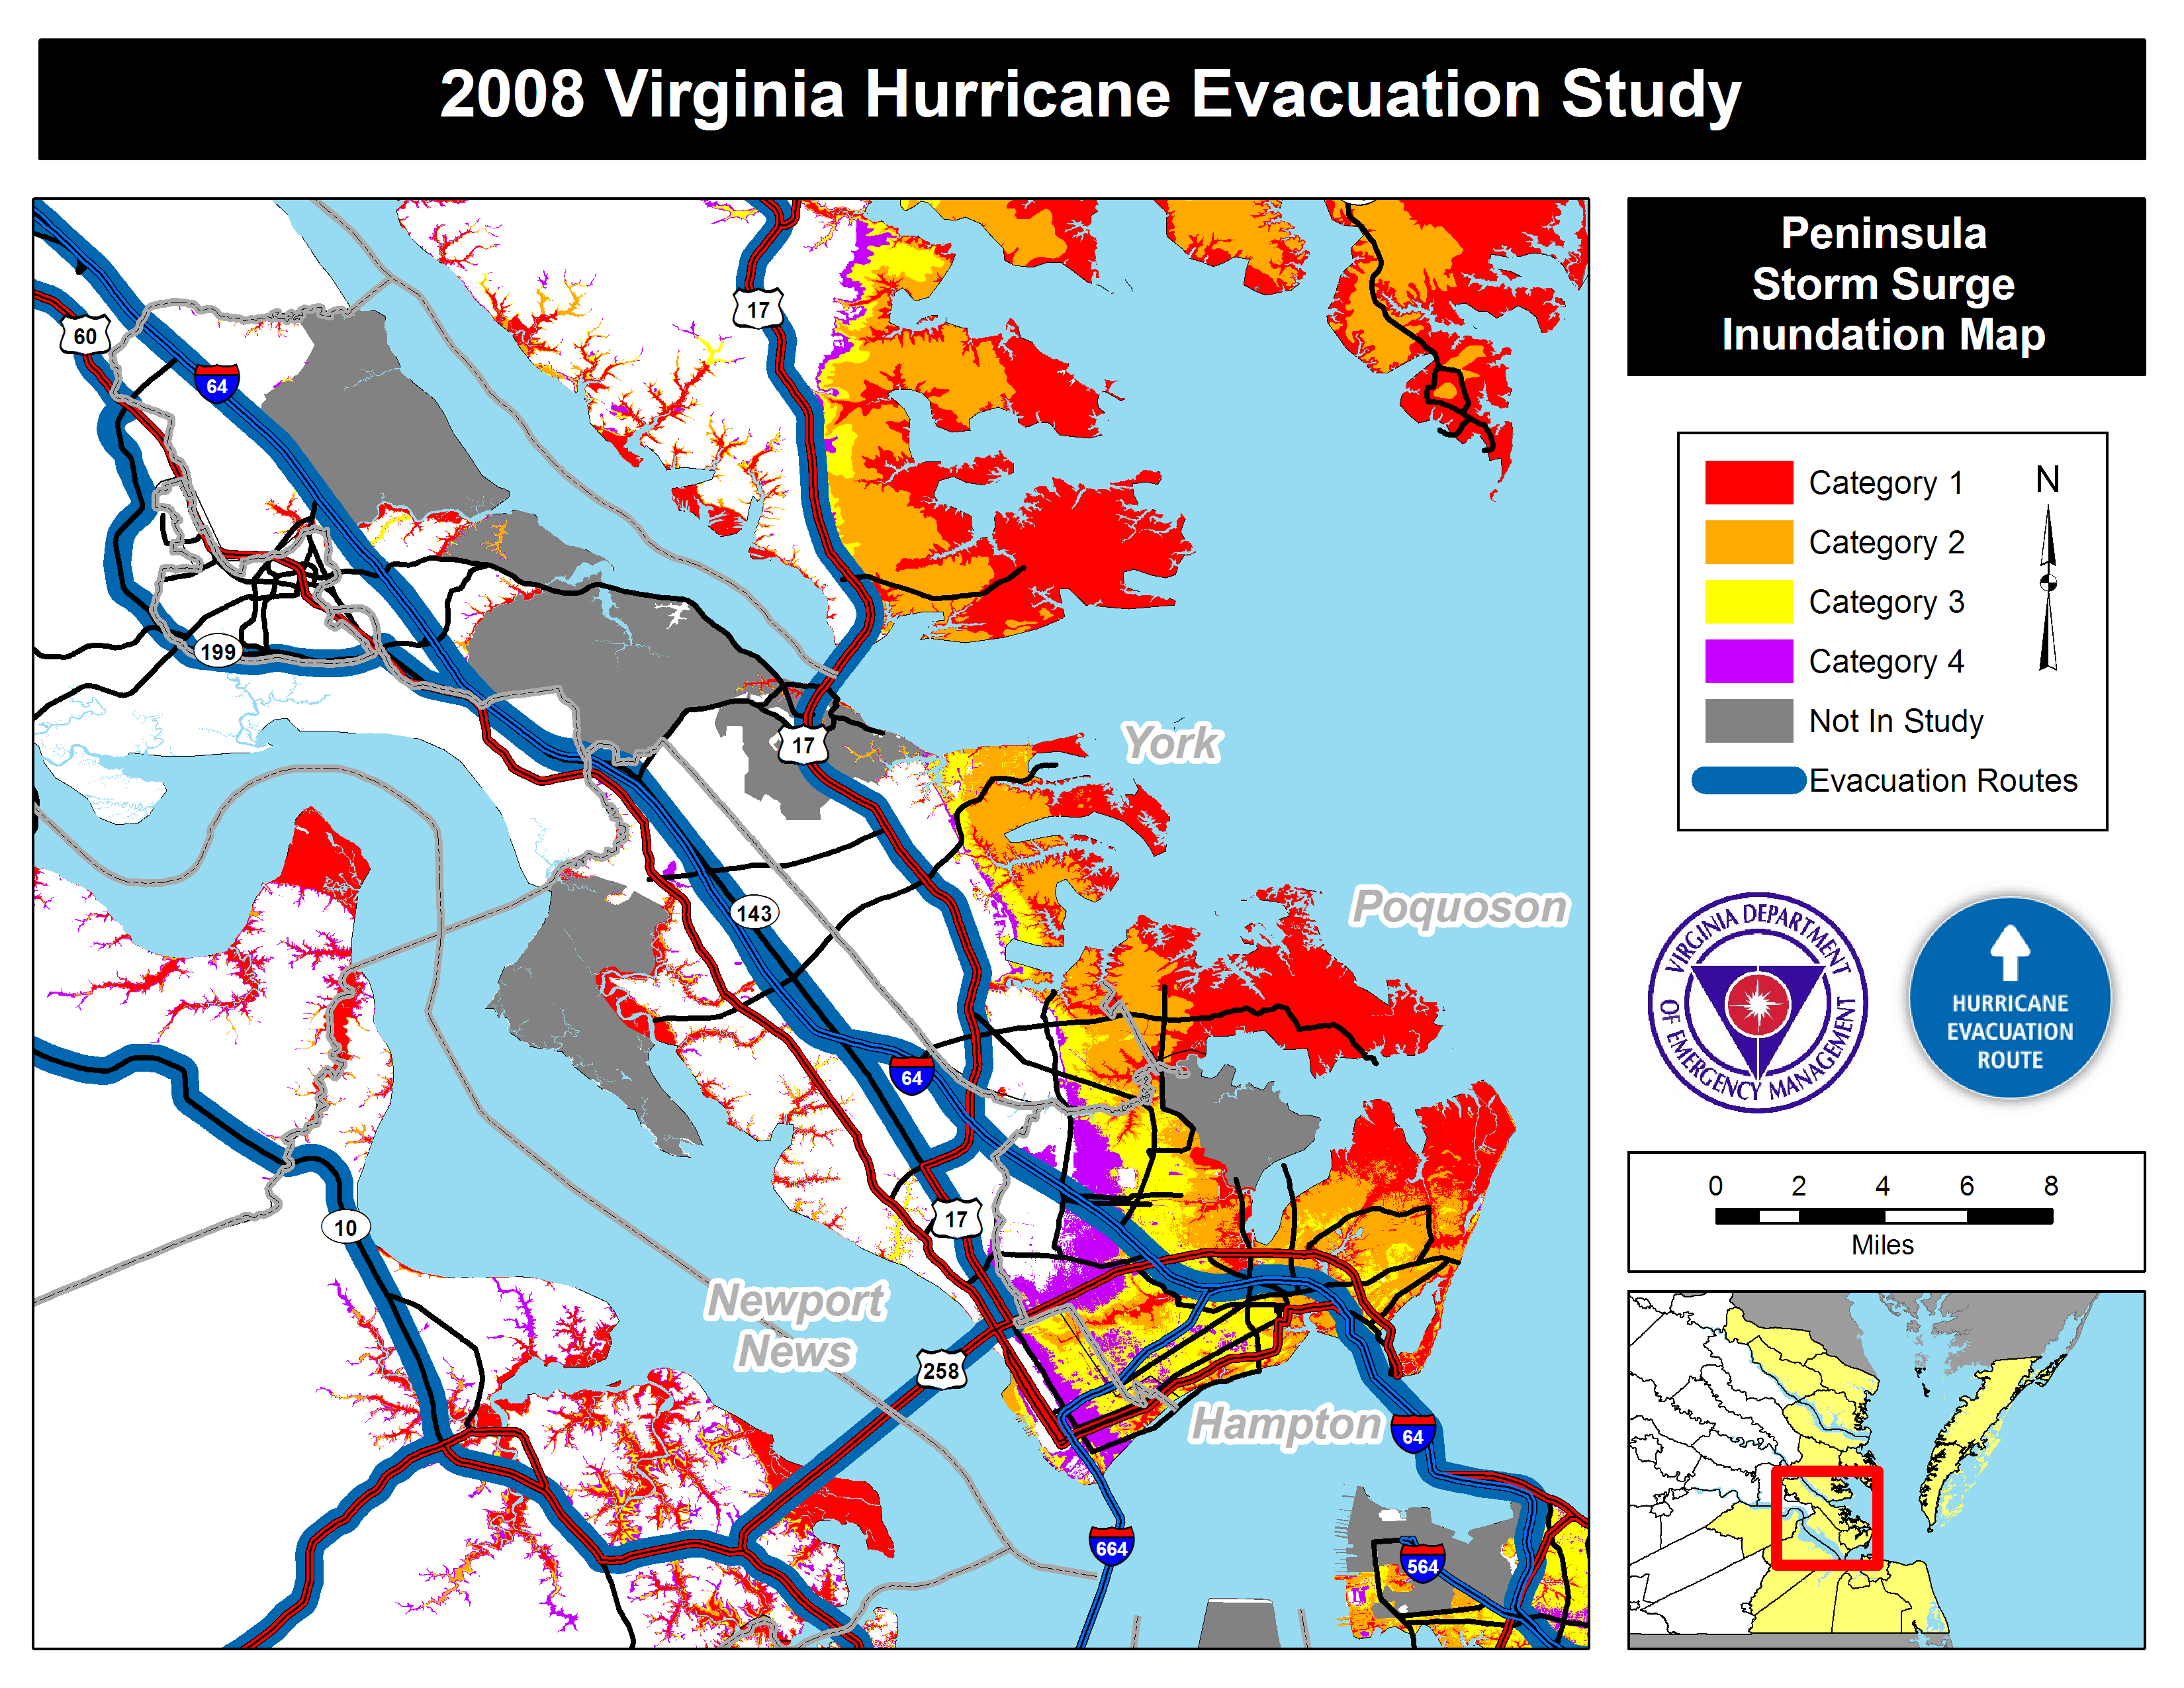 2008 Virginia Hurricane Evacuation Study
Peninsula
Storm Surge
Inundation Map
Category 1
Category 2
Category 3
Category 4
Not In Study
Evacuation Routes
N
VIRGINIA DEPARTMENT
OF EMERGENCY MANAGEMENT
HURRICANE
EVACUATION
ROUTE
0 2 4 6 8
Miles
17
60
64
199
17
York
143
Poquoson
64
17
10
Newport
News
258
Hampton
64
664
564